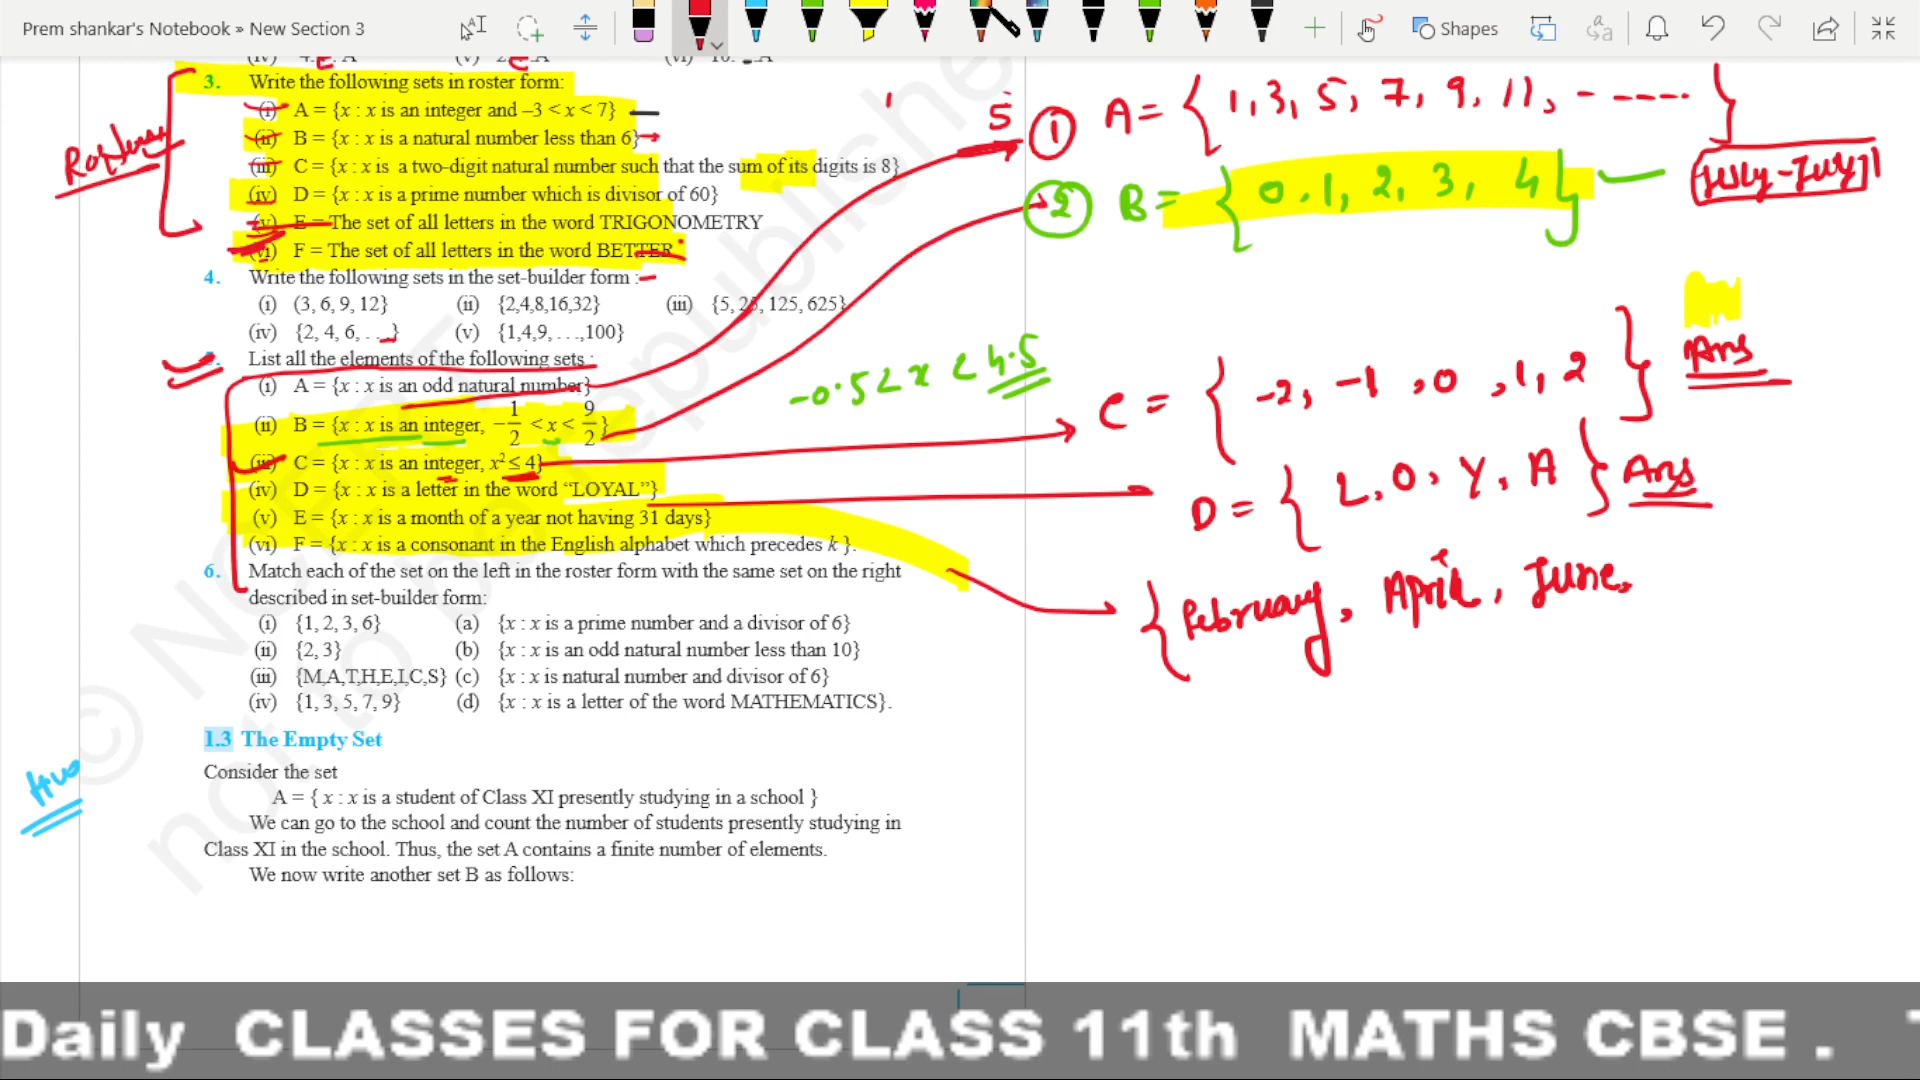 Prem shankar's Notebook » New Section 3
Shapes
3. Write the following sets in roster form:
(i) A = {x : x is an integer and –3 < x < 7}
(ii) B = {x : x is a natural number less than 6}
(iii) C = {x : x is a two-digit natural number such that the sum of its digits is 8}
(iv) D = {x : x is a prime number which is divisor of 60}
(v) E = The set of all letters in the word TRIGONOMETRY
(vi) F = The set of all letters in the word BETTER
4. Write the following sets in the set-builder form :
(i) (3, 6, 9, 12} (ii) {2,4,8,16,32} (iii) {5, 25, 125, 625}
(iv) {2, 4, 6, . . .} (v) {1,4,9, . . .,100}
List all the elements of the following sets :
(i) A = {x : x is an odd natural number}
(ii) B = {x : x is an integer, –1/2 < x < 9/2}
(iii) C = {x : x is an integer, x² ≤ 4}
(iv) D = {x : x is a letter in the word “LOYAL”}
(v) E = {x : x is a month of a year not having 31 days}
(vi) F = {x : x is a consonant in the English alphabet which precedes k }.
6. Match each of the set on the left in the roster form with the same set on the right
described in set-builder form:
(i) {1, 2, 3, 6} (a) {x : x is a prime number and a divisor of 6}
(ii) {2, 3} (b) {x : x is an odd natural number less than 10}
(iii) {M,A,T,H,E,I,C,S} (c) {x : x is natural number and divisor of 6}
(iv) {1, 3, 5, 7, 9} (d) {x : x is a letter of the word MATHEMATICS}.
1.3 The Empty Set
Consider the set
A = { x : x is a student of Class XI presently studying in a school }
We can go to the school and count the number of students presently studying in
Class XI in the school. Thus, the set A contains a finite number of elements.
We now write another set B as follows:
5
① A = { 1, 3, 5, 7, 9, 11, - - - - - - }
② B = { 0, 1, 2, 3, 4 }
-0.5 < x < 4.5
C = { -2, -1, 0, 1, 2 } Ans
D = { L, O, Y, A } Ans
{ February, April, June,
© NCERT
not to be republished
Daily CLASSES FOR CLASS 11th MATHS CBSE .